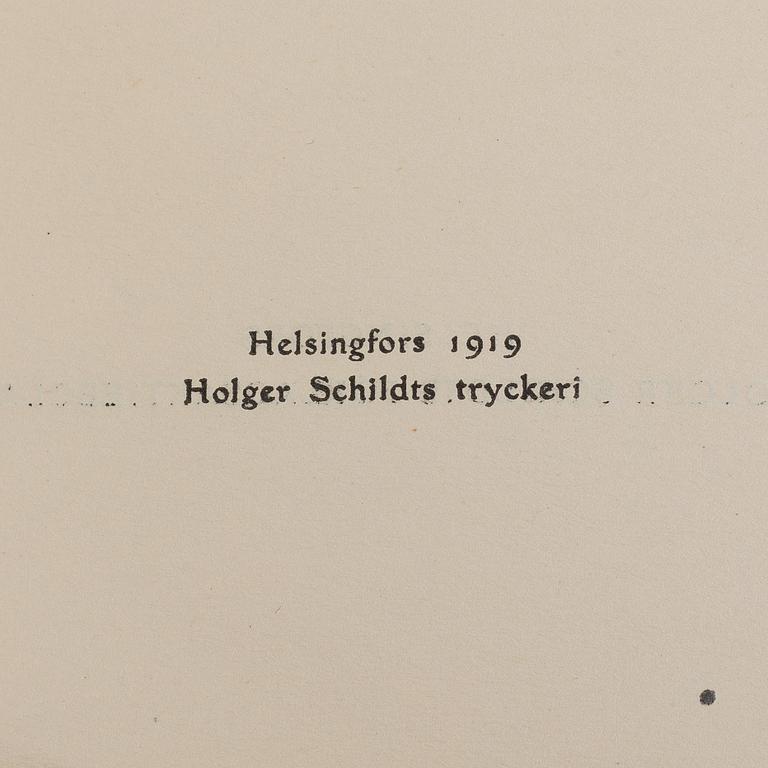 Helsingfors 1919
Holger Schildts tryckeri